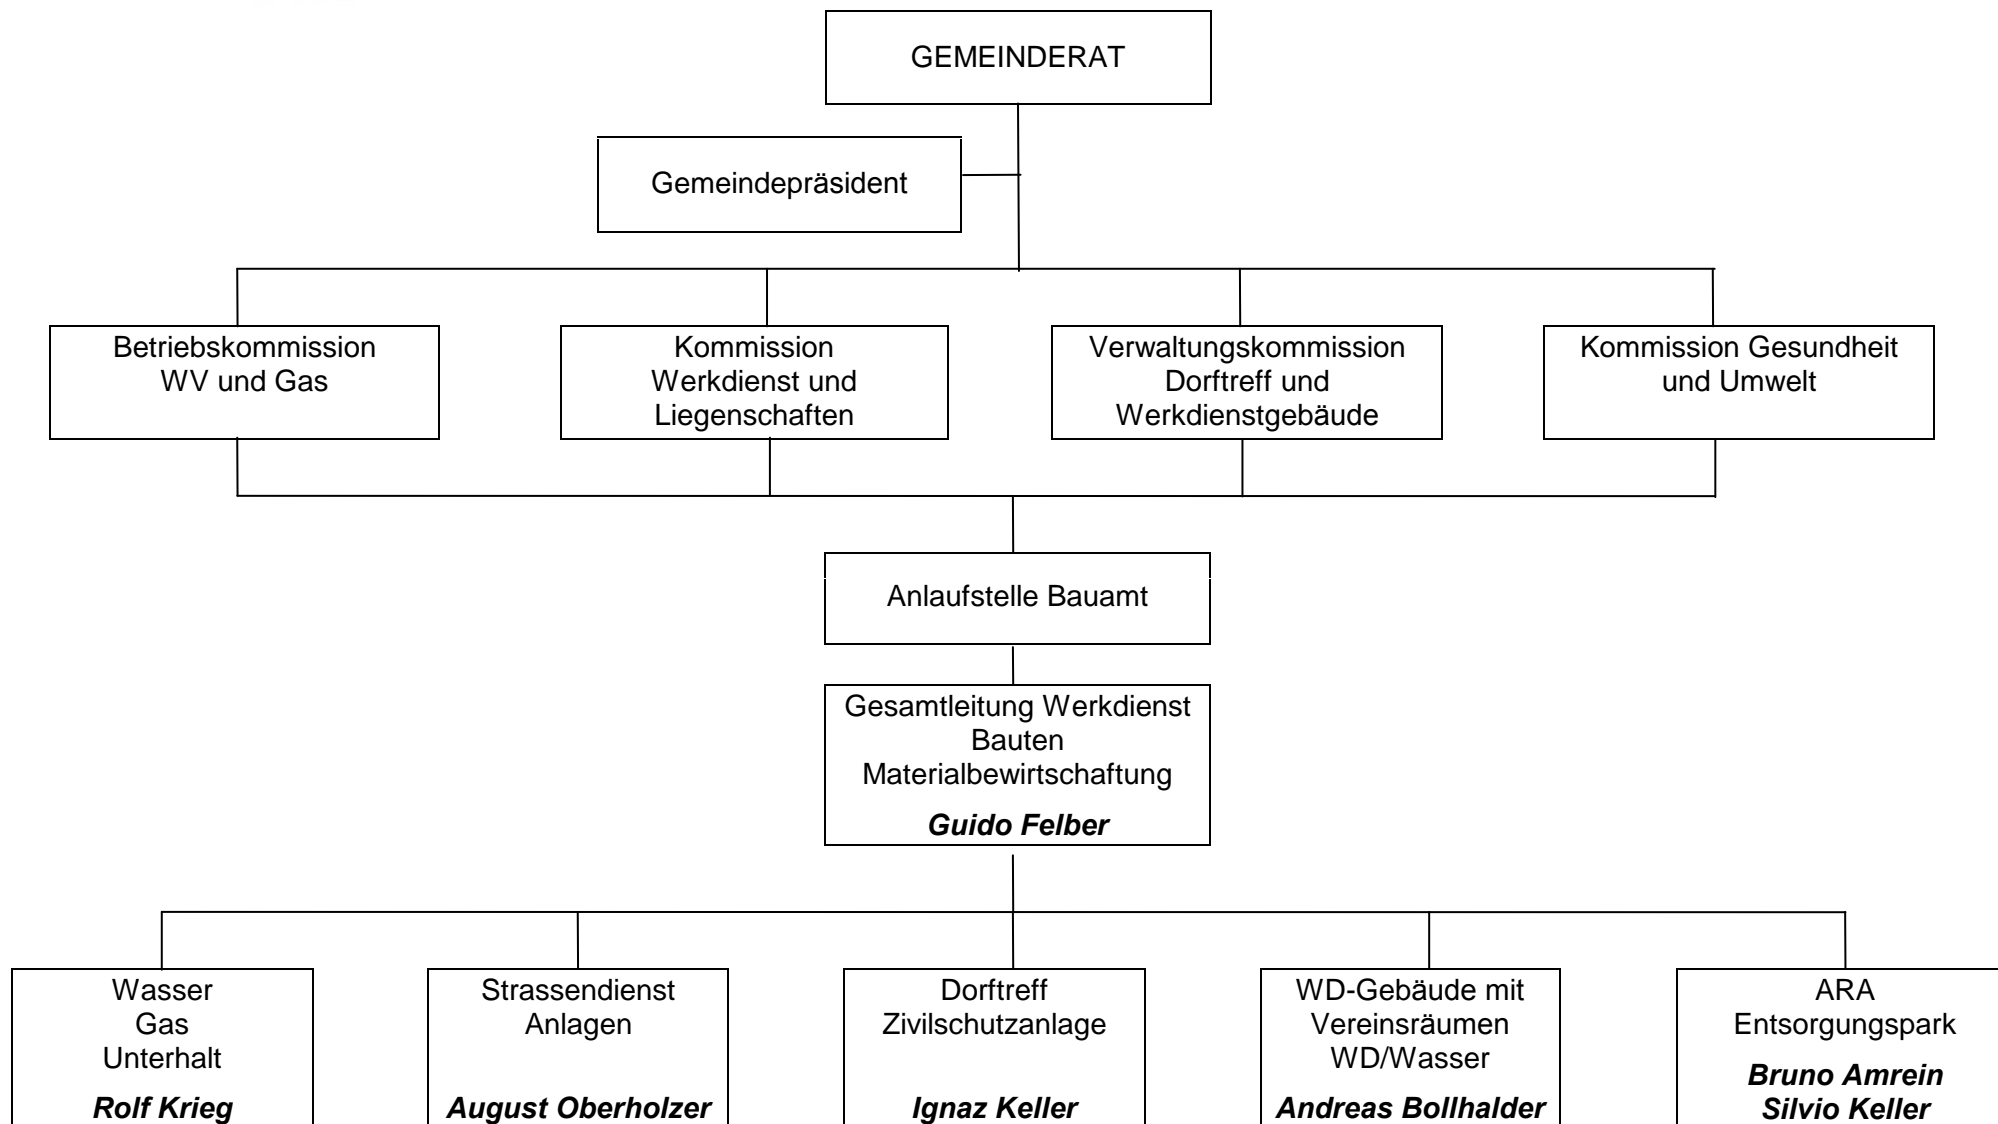 GEMEINDERAT
Gemeindepräsident
Betriebskommission
WV und Gas
Kommission
Werkdienst und
Liegenschaften
Verwaltungskommission
Dorftreff und
Werkdienstgebäude
Kommission Gesundheit
und Umwelt
Anlaufstelle Bauamt
Gesamtleitung Werkdienst
Bauten
Materialbewirtschaftung
Guido Felber
Wasser
Gas
Unterhalt
Rolf Krieg
Strassendienst
Anlagen
August Oberholzer
Dorftreff
Zivilschutzanlage
Ignaz Keller
WD-Gebäude mit
Vereinsräumen
WD/Wasser
Andreas Bollhalder
ARA
Entsorgungspark
Bruno Amrein
Silvio Keller